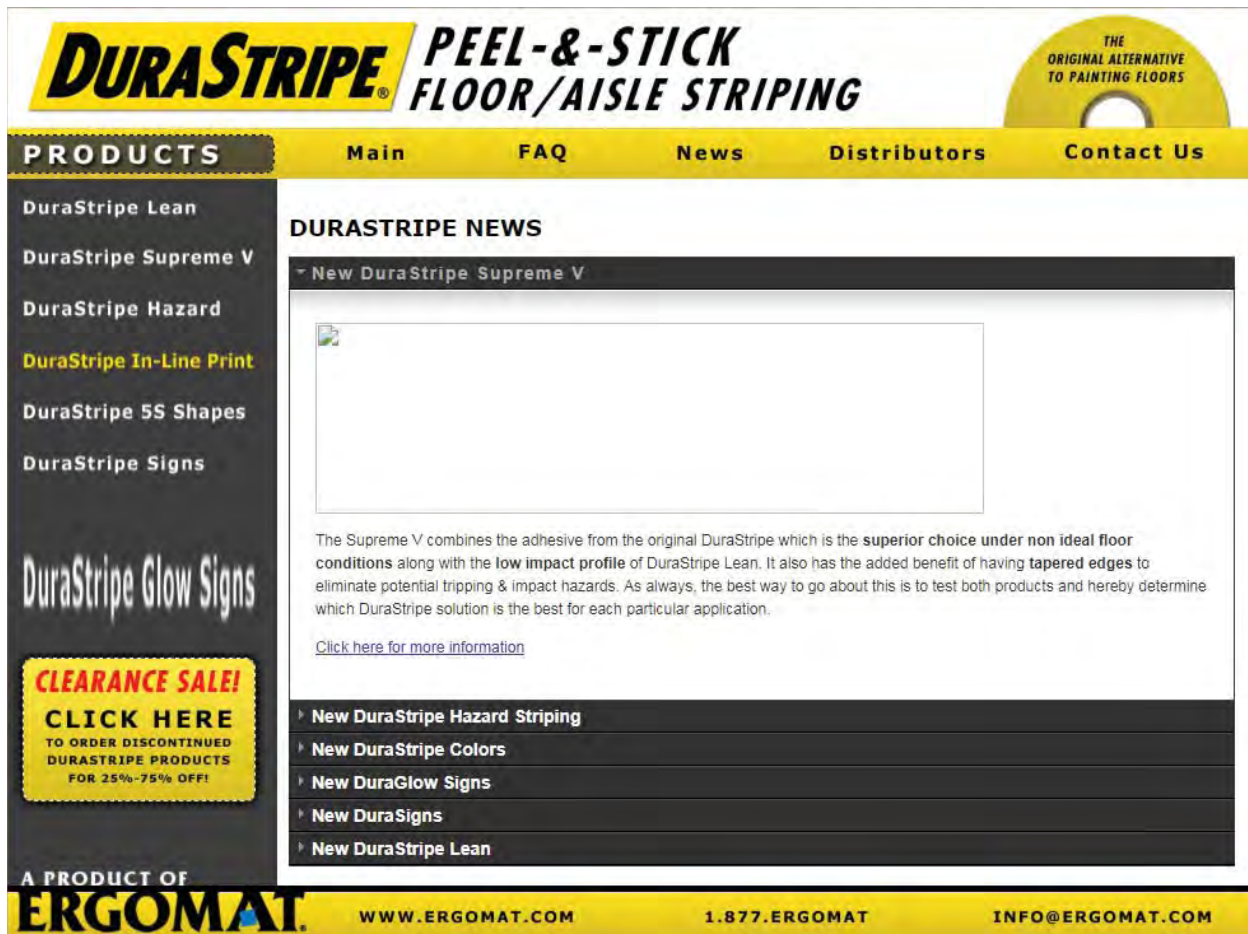 DURASTRIPE® PEEL-&-STICK
FLOOR/AISLE STRIPING
THE
ORIGINAL ALTERNATIVE
TO PAINTING FLOORS
PRODUCTS
Main FAQ News Distributors Contact Us
DuraStripe Lean
DuraStripe Supreme V
DuraStripe Hazard
DuraStripe In-Line Print
DuraStripe 5S Shapes
DuraStripe Signs
DuraStripe Glow Signs
CLEARANCE SALE!
CLICK HERE
TO ORDER DISCONTINUED
DURASTRIPE PRODUCTS
FOR 25%-75% OFF!
A PRODUCT OF
DURASTRIPE NEWS
New DuraStripe Supreme V
The Supreme V combines the adhesive from the original DuraStripe which is the superior choice under non ideal floor
conditions along with the low impact profile of DuraStripe Lean. It also has the added benefit of having tapered edges to
eliminate potential tripping & impact hazards. As always, the best way to go about this is to test both products and hereby determine
which DuraStripe solution is the best for each particular application.
Click here for more information
New DuraStripe Hazard Striping
New DuraStripe Colors
New DuraGlow Signs
New DuraSigns
New DuraStripe Lean
ERGOMAT. WWW.ERGOMAT.COM 1.877.ERGOMAT INFO@ERGOMAT.COM